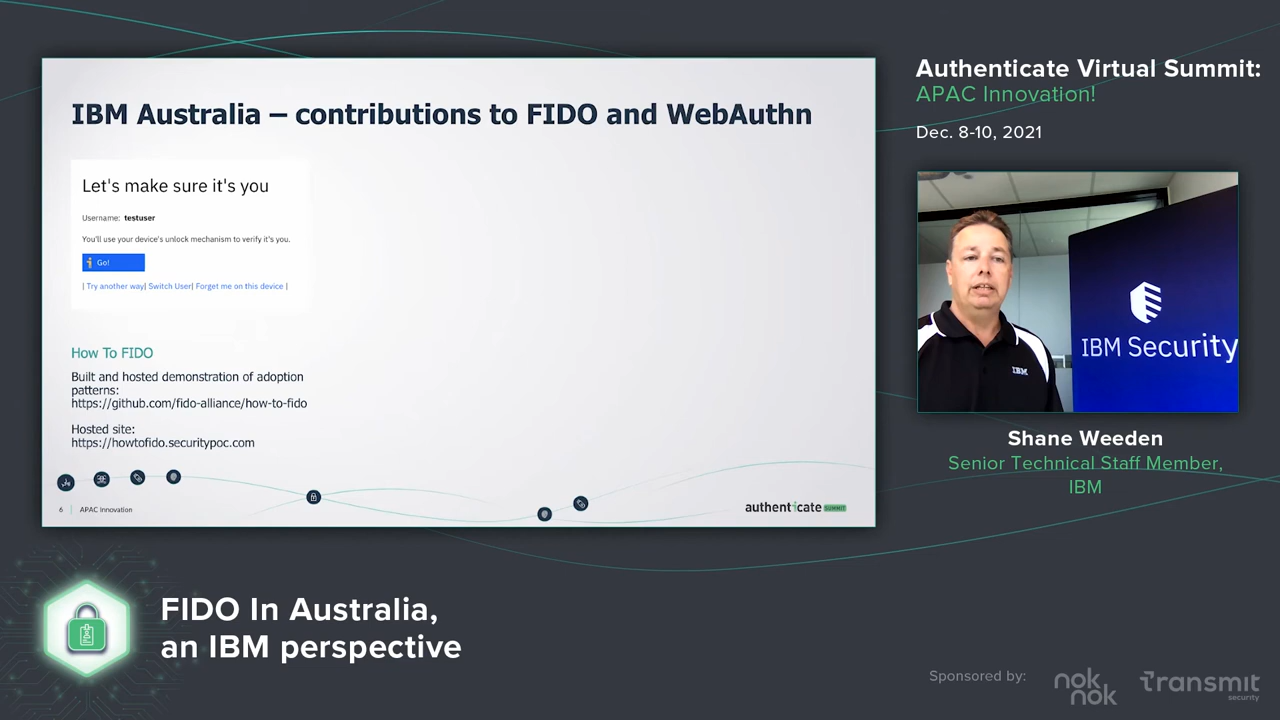 IBM Australia – contributions to FIDO and WebAuthn
Let's make sure it's you
Username: testuser
You'll use your device's unlock mechanism to verify it's you.
Go!
| Try another way| Switch User| Forget me on this device |
How To FIDO
Built and hosted demonstration of adoption
patterns:
https://github.com/fido-alliance/how-to-fido
Hosted site:
https://howtofido.securitypoc.com
6 | APAC Innovation
authenticate SUMMIT
Authenticate Virtual Summit:
APAC Innovation!
Dec. 8-10, 2021
IBM Security
IBM
Shane Weeden
Senior Technical Staff Member,
IBM
FIDO In Australia,
an IBM perspective
Sponsored by:
nok
nok
Transmit
security